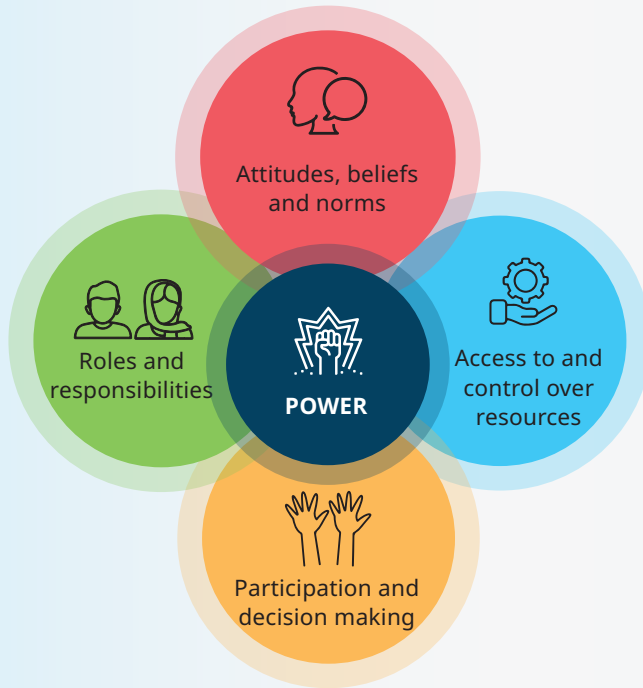 Attitudes, beliefs
and norms
Roles and
responsibilities
POWER
Access to and
control over
resources
Participation and
decision making